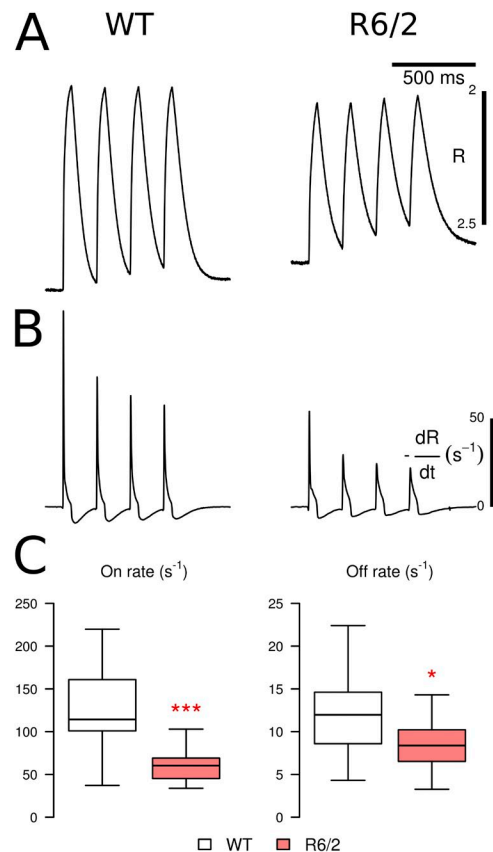 A WT R6/2
500 ms
2
R
2.5
B
50
- dR/dt (s⁻¹)
0
C
On rate (s⁻¹) Off rate (s⁻¹)
250 25
200 20
*
150 15
***
100 10
50 5
0 0
WT R6/2